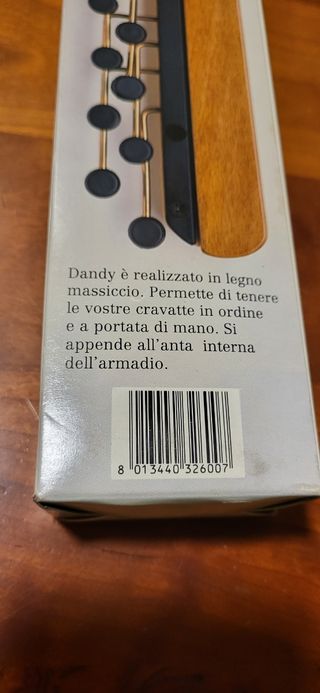 Dandy è realizzato in legno
massiccio. Permette di tenere
le vostre cravatte in ordine
e a portata di mano. Si
appende all'anta interna
dell'armadio.
8 013440 326007